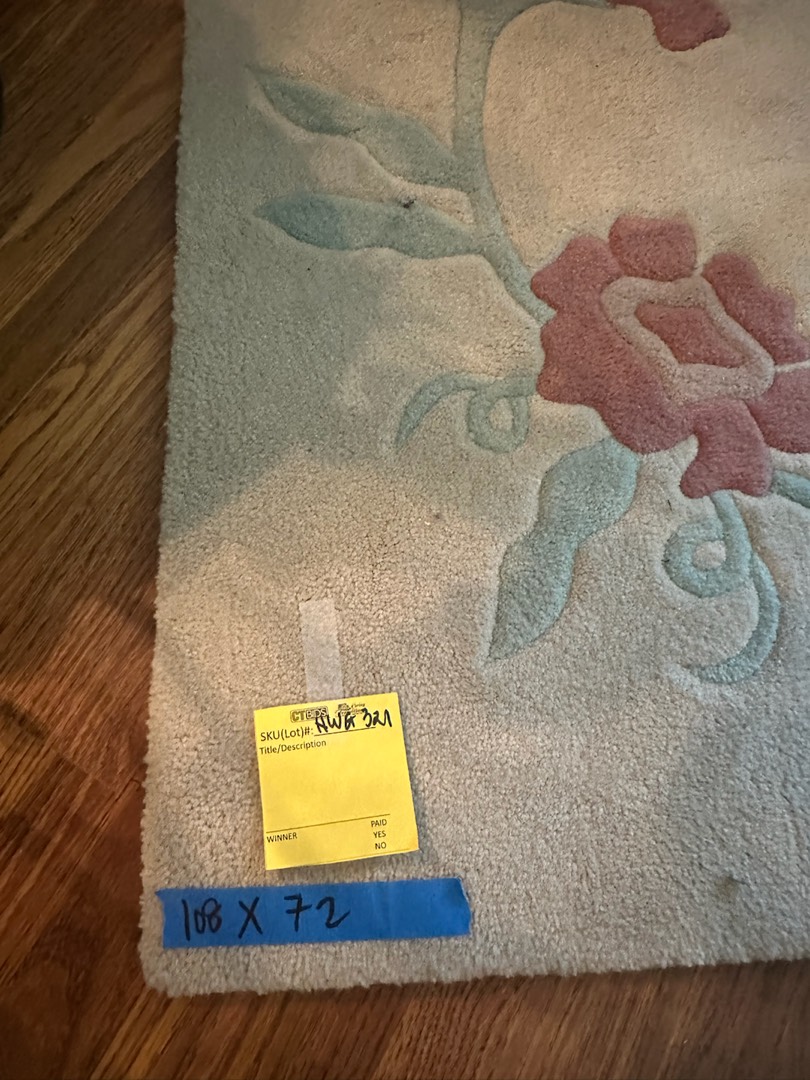 CTBIDS
SKU(Lot)#: AWG 321
Title/Description
WINNER
PAID
YES
NO
108 X 72